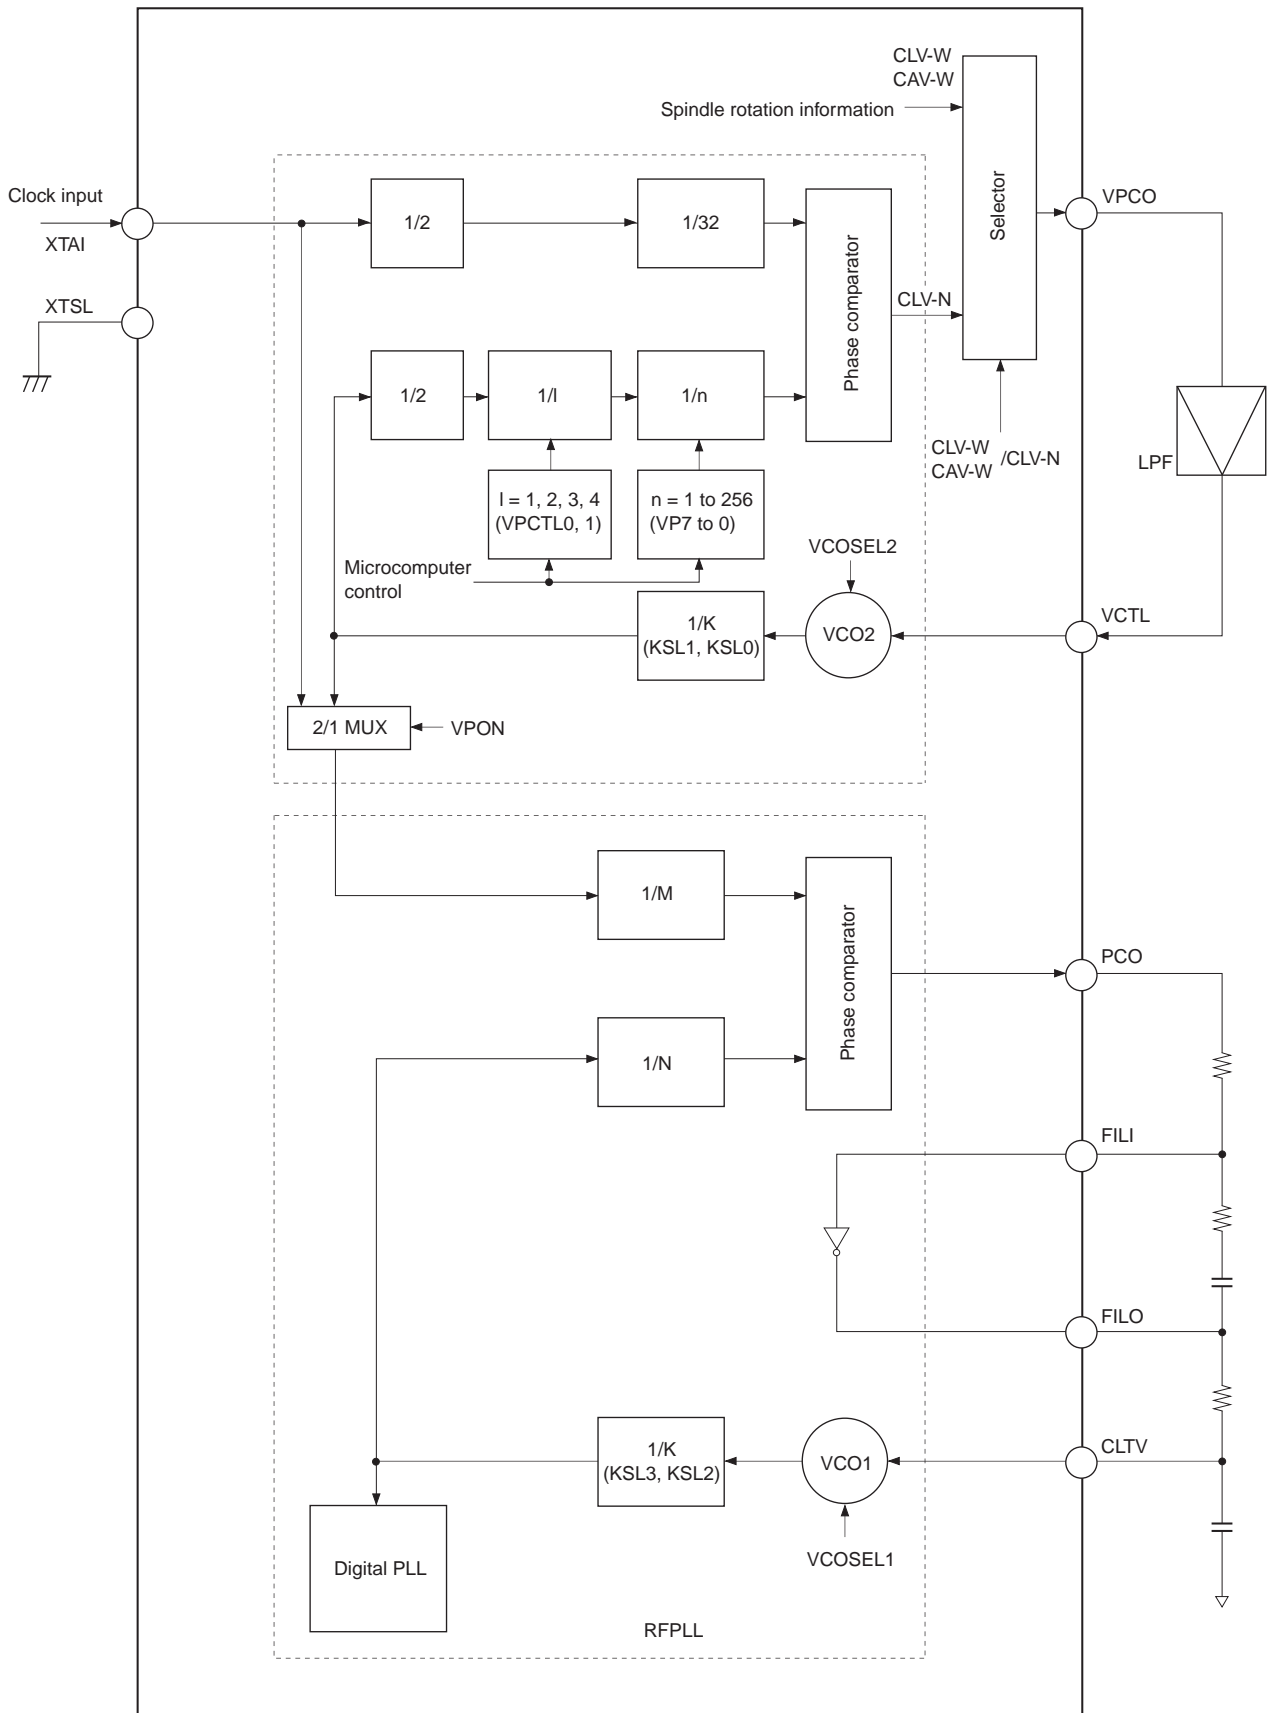 CLV-W
CAV-W
Spindle rotation information
Clock input
XTAI
XTSL
1/2
1/32
Phase comparator
Selector
VPCO
CLV-N
1/2
1/l
1/n
l = 1, 2, 3, 4
(VPCTL0, 1)
n = 1 to 256
(VP7 to 0)
CLV-W
CAV-W
/CLV-N
LPF
Microcomputer
control
VCOSEL2
1/K
(KSL1, KSL0)
VCO2
VCTL
2/1 MUX
VPON
1/M
Phase comparator
PCO
1/N
FILI
FILO
1/K
(KSL3, KSL2)
VCO1
CLTV
VCOSEL1
Digital PLL
RFPLL